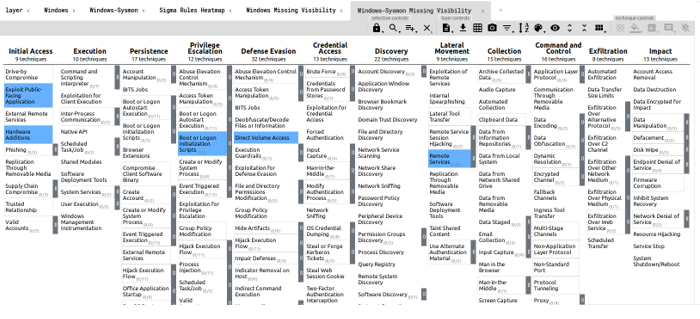 layer
Windows
Windows-Sysmon
Sigma Rules Heatmap
Windows Missing Visibility
Windows-Sysmon Missing Visibility
selection controls
layer controls
technique controls
Initial Access
9 techniques
Drive-by
Compromise
Exploit Public-
Facing
Application
External Remote
Services
Hardware
Additions
Phishing
Replication
Through
Removable Media
Supply Chain
Compromise
Trusted
Relationship
Valid
Accounts
Execution
10 techniques
Command and
Scripting
Interpreter
Exploitation for
Client Execution
Inter-Process
Communication
Native API
Scheduled
Task/Job
Shared Modules
Software
Deployment Tools
System Services
User Execution
Windows
Management
Instrumentation
Persistence
17 techniques
Account
Manipulation
BITS Jobs
Boot or Logon
Autostart
Execution
Boot or Logon
Initialization
Scripts
Browser
Extensions
Compromise
Client Software
Binary
Create
Account
Create or Modify
System
Process
Event Triggered
Execution
External Remote
Services
Hijack Execution
Flow
Office Application
Startup
Privilege
Escalation
12 techniques
Abuse Elevation
Control
Mechanism
Access Token
Manipulation
Boot or Logon
Autostart
Execution
Boot or Logon
Initialization
Scripts
Create or Modify
System
Process
Event Triggered
Execution
Exploitation for
Privilege
Escalation
Group Policy
Modification
Hijack Execution
Flow
Process
Injection
Scheduled
Task/Job
Valid
Defense Evasion
32 techniques
Abuse Elevation Control
Mechanism
Access Token
Manipulation
BITS Jobs
Deobfuscate/Decode
Files or Information
Direct Volume Access
Execution
Guardrails
Exploitation for Defense
Evasion
File and Directory
Permissions
Modification
Group Policy
Modification
Hide Artifacts
Hijack Execution
Flow
Impair Defenses
Indicator Removal on
Host
Indirect Command
Execution
Credential
Access
13 techniques
Brute Force
Credentials
from Password
Stores
Exploitation for
Credential
Access
Forced
Authentication
Input
Capture
Man-in-the-
Middle
Modify
Authentication
Process
Network
Sniffing
OS Credential
Dumping
Steal or Forge
Kerberos
Tickets
Steal Web
Session Cookie
Two-Factor
Authentication
Interception
Discovery
22 techniques
Account Discovery
Application Window
Discovery
Browser Bookmark
Discovery
Domain Trust Discovery
File and Directory
Discovery
Network Service
Scanning
Network Share
Discovery
Network Sniffing
Password Policy
Discovery
Peripheral Device
Discovery
Permission Groups
Discovery
Process Discovery
Query Registry
Remote System
Discovery
Software Discovery
Lateral
Movement
9 techniques
Exploitation of
Remote
Services
Internal
Spearphishing
Lateral Tool
Transfer
Remote Service
Session
Hijacking
Remote
Services
Replication
Through
Removable
Media
Software
Deployment
Tools
Taint Shared
Content
Use Alternate
Authentication
Material
Collection
15 techniques
Archive Collected
Data
Audio Capture
Automated
Collection
Clipboard Data
Data from
Information
Repositories
Data from Local
System
Data from
Network Shared
Drive
Data from
Removable
Media
Data Staged
Email
Collection
Input Capture
Man in the
Browser
Man-in-the-
Middle
Screen Capture
Command and
Control
16 techniques
Application Layer
Protocol
Communication
Through
Removable
Media
Data
Encoding
Data
Obfuscation
Dynamic
Resolution
Encrypted
Channel
Fallback
Channels
Ingress Tool
Transfer
Multi-Stage
Channels
Non-Application
Layer Protocol
Non-Standard
Port
Protocol
Tunneling
Proxy
Exfiltration
8 techniques
Automated
Exfiltration
Data Transfer
Size Limits
Exfiltration
Over
Alternative
Protocol
Exfiltration
Over C2
Channel
Exfiltration
Over Other
Network
Medium
Exfiltration
Over Physical
Medium
Exfiltration
Over Web
Service
Scheduled
Transfer
Impact
13 techniques
Account Access
Removal
Data Destruction
Data Encrypted for
Impact
Data
Manipulation
Defacement
Disk Wipe
Endpoint Denial of
Service
Firmware
Corruption
Inhibit System
Recovery
Network Denial of
Service
Resource Hijacking
Service Stop
System
Shutdown/Reboot